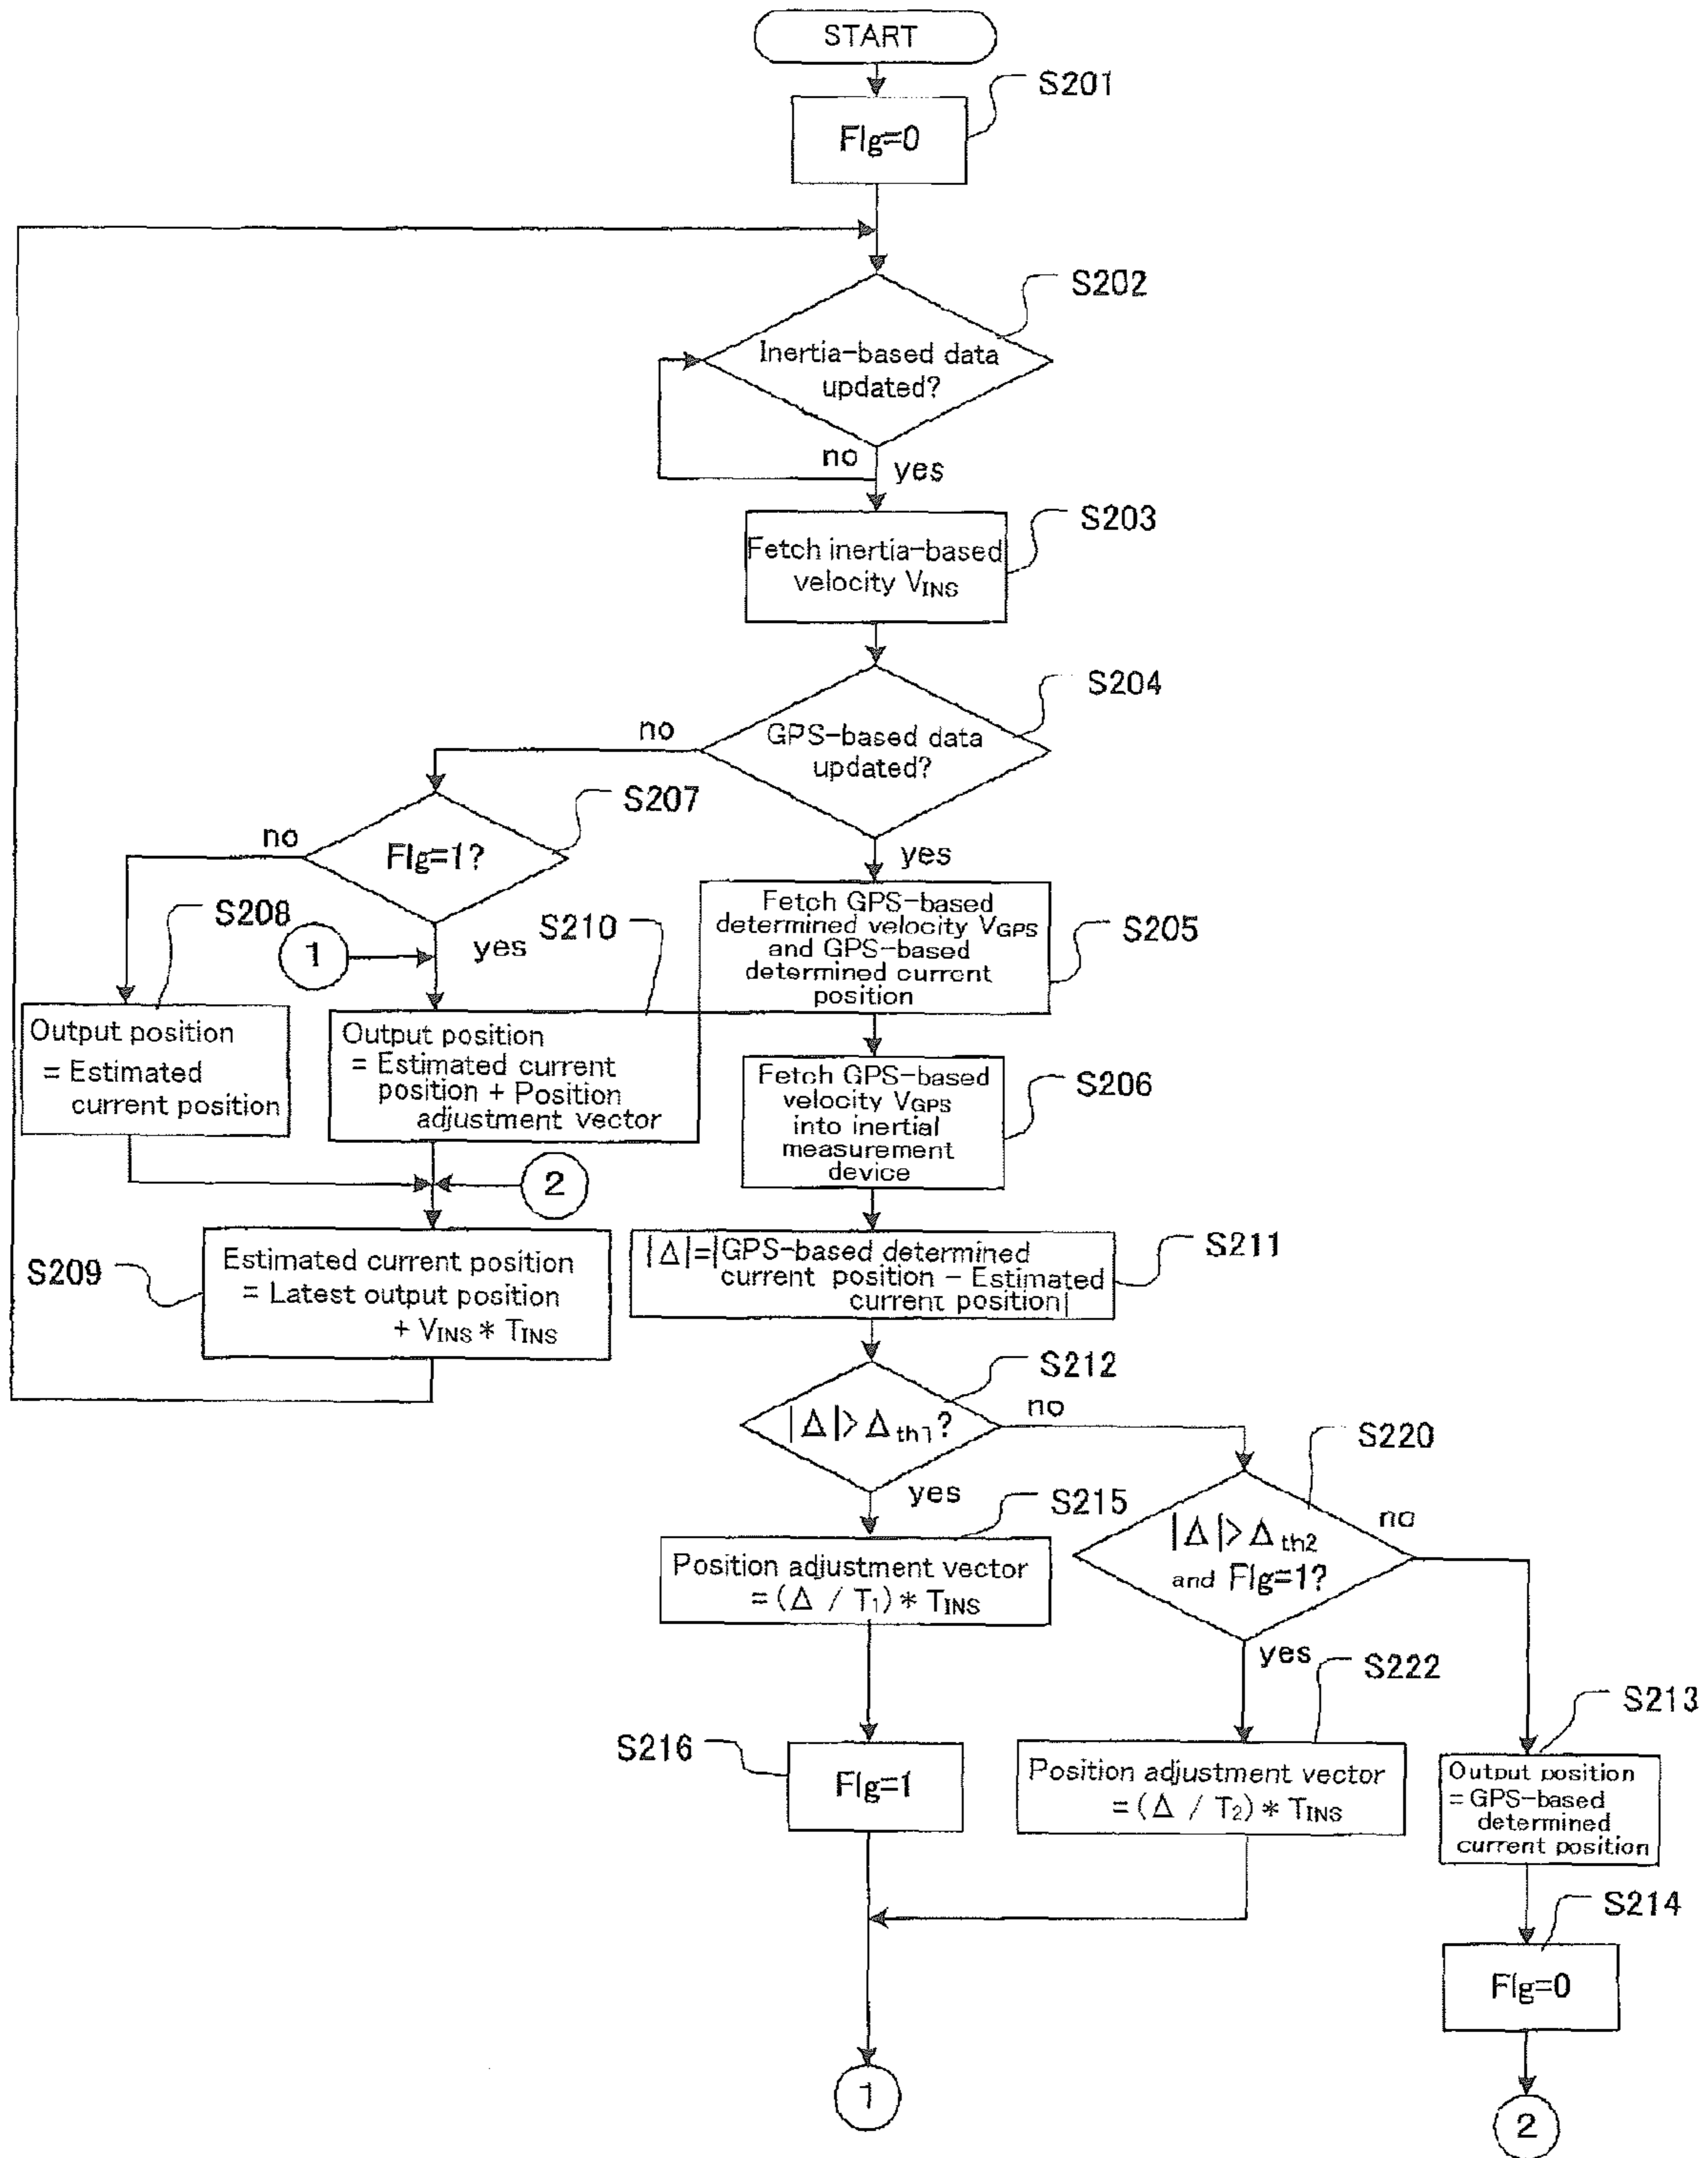 START
S201
Flg=0
S202
Inertia-based data
updated?
no
yes
S203
Fetch inertia-based
velocity VINS
S204
GPS-based data
updated?
no
yes
S207
Flg=1?
no
yes
S208
1
S210
Fetch GPS-based
determined velocity VGPS
and GPS-based
determined current
position
S205
Output position
= Estimated
current position
Output position
= Estimated current
position + Position
adjustment vector
Fetch GPS-based
velocity VGPS
into inertial
measurement
device
S206
2
S209
Estimated current position
= Latest output position
+ VINS * TINS
|Δ|=|GPS-based determined
current position - Estimated
current position|
S211
S212
|Δ|>Δth1?
no
yes
S220
|Δ|>Δth2
and Flg=1?
no
yes
S215
Position adjustment vector
=(Δ / T1) * TINS
S222
Position adjustment vector
=(Δ / T2) * TINS
S216
Flg=1
S213
Output position
= GPS-based
determined
current position
S214
Flg=0
1
2